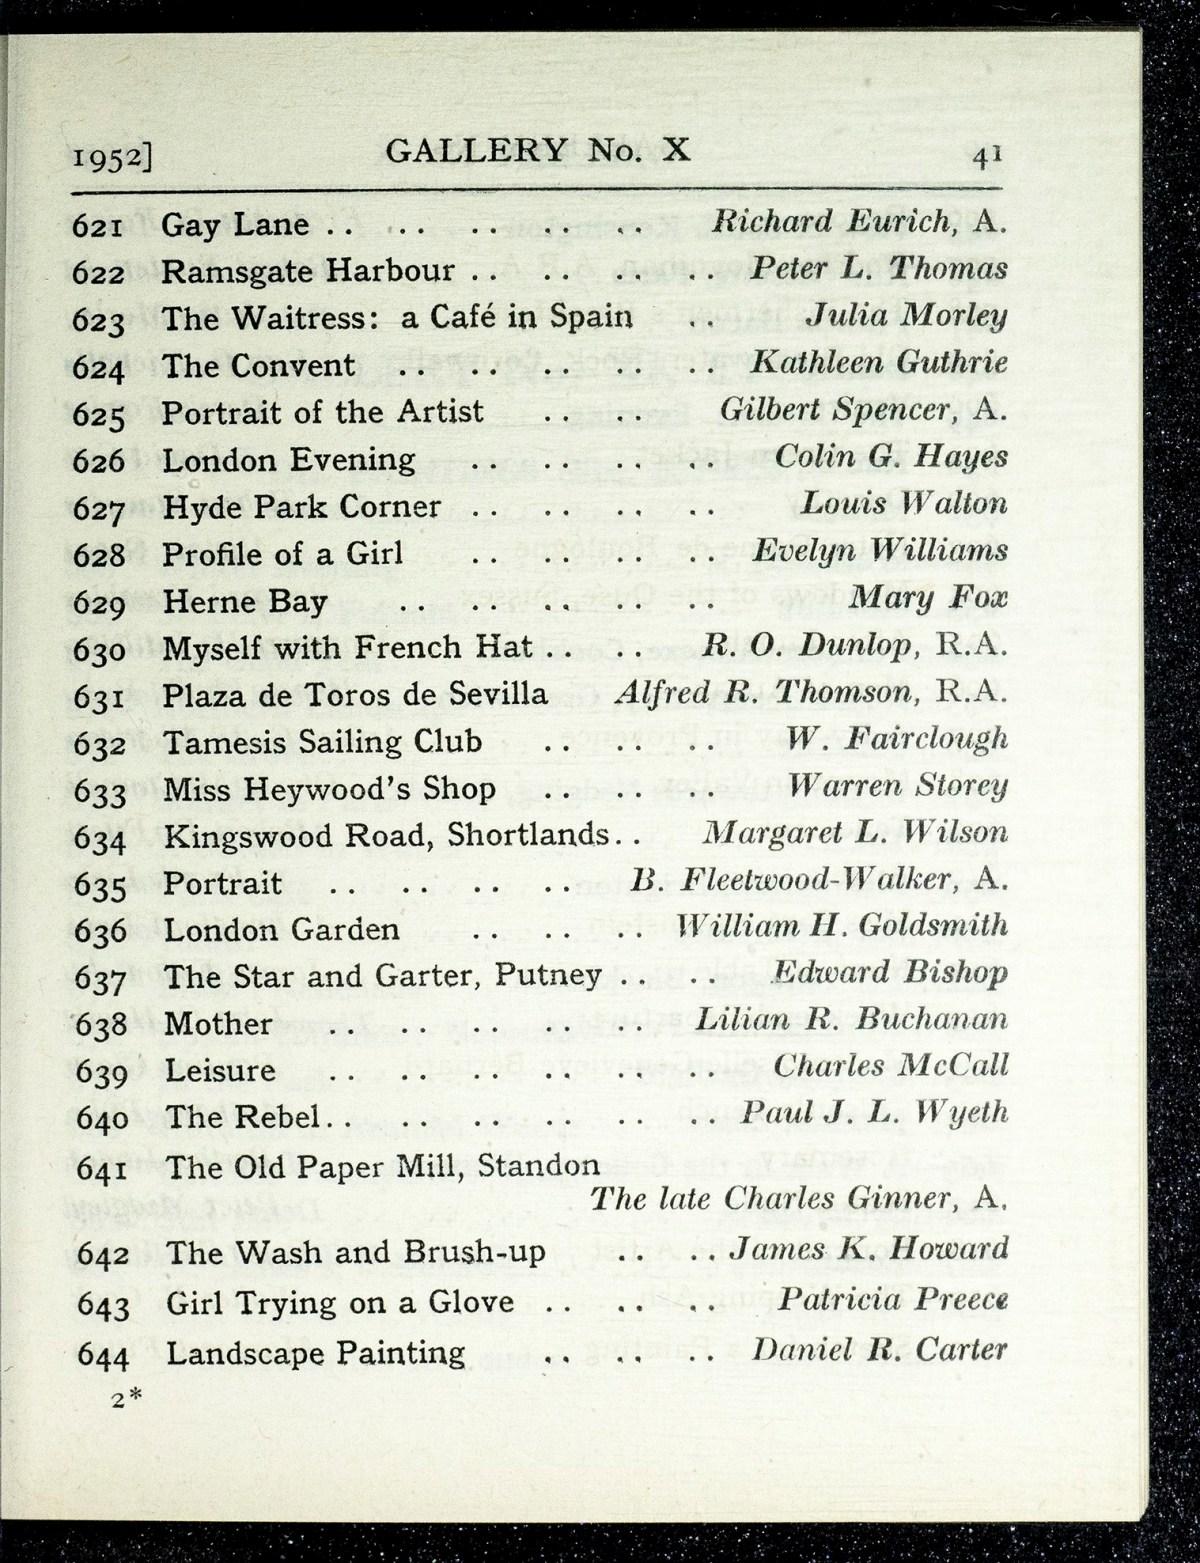 1952] GALLERY No. X 41
621 Gay Lane .. .. .. .. .. Richard Eurich, A.
622 Ramsgate Harbour .. .. .. .. Peter L. Thomas
623 The Waitress: a Café in Spain .. Julia Morley
624 The Convent .. .. .. .. .. Kathleen Guthrie
625 Portrait of the Artist .. .. Gilbert Spencer, A.
626 London Evening .. .. .. .. Colin G. Hayes
627 Hyde Park Corner .. .. .. .. Louis Walton
628 Profile of a Girl .. .. .. .. Evelyn Williams
629 Herne Bay .. .. .. .. .. Mary Fox
630 Myself with French Hat .. .. R. O. Dunlop, R.A.
631 Plaza de Toros de Sevilla Alfred R. Thomson, R.A.
632 Tamesis Sailing Club .. .. .. W. Fairclough
633 Miss Heywood's Shop .. .. .. Warren Storey
634 Kingswood Road, Shortlands.. Margaret L. Wilson
635 Portrait .. .. .. .. B. Fleetwood-Walker, A.
636 London Garden .. .. .. William H. Goldsmith
637 The Star and Garter, Putney .. .. Edward Bishop
638 Mother .. .. .. .. .. Lilian R. Buchanan
639 Leisure .. .. .. .. .. .. Charles McCall
640 The Rebel.. .. .. .. .. .. Paul J. L. Wyeth
641 The Old Paper Mill, Standon
The late Charles Ginner, A.
642 The Wash and Brush-up .. .. James K. Howard
643 Girl Trying on a Glove .. .. .. Patricia Preece
644 Landscape Painting .. .. .. Daniel R. Carter
2*